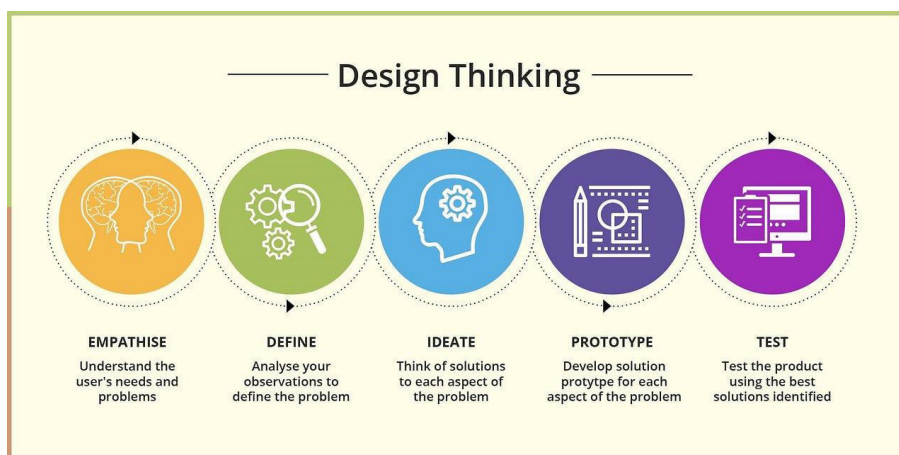 Design Thinking
EMPATHISE
Understand the
user's needs and
problems
DEFINE
Analyse your
observations to
define the problem
IDEATE
Think of solutions
to each aspect of
the problem
PROTOTYPE
Develop solution
protytpe for each
aspect of the problem
TEST
Test the product
using the best
solutions identified